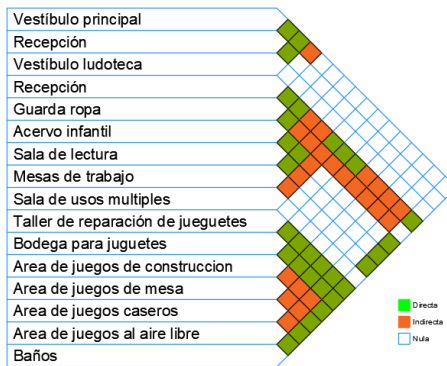 Vestíbulo principal
Recepción
Vestíbulo ludoteca
Recepción
Guarda ropa
Acervo infantil
Sala de lectura
Mesas de trabajo
Sala de usos multiples
Taller de reparación de jueguetes
Bodega para juguetes
Area de juegos de construccion
Area de juegos de mesa
Area de juegos caseros
Area de juegos al aire libre
Baños
Directa
Indirecta
Nula